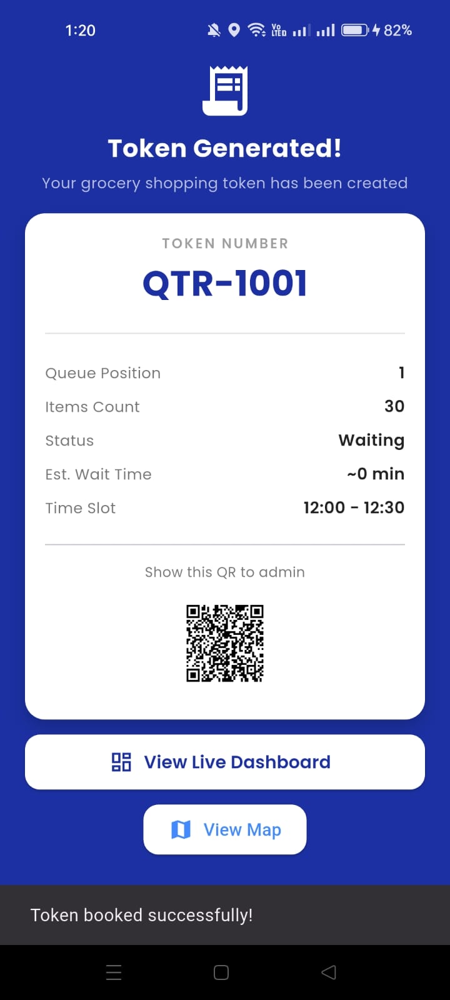 1:20
Vo LTED
82%
Token Generated!
Your grocery shopping token has been created
TOKEN NUMBER
QTR-1001
Queue Position 1
Items Count 30
Status Waiting
Est. Wait Time ~0 min
Time Slot 12:00 - 12:30
Show this QR to admin
View Live Dashboard
View Map
Token booked successfully!